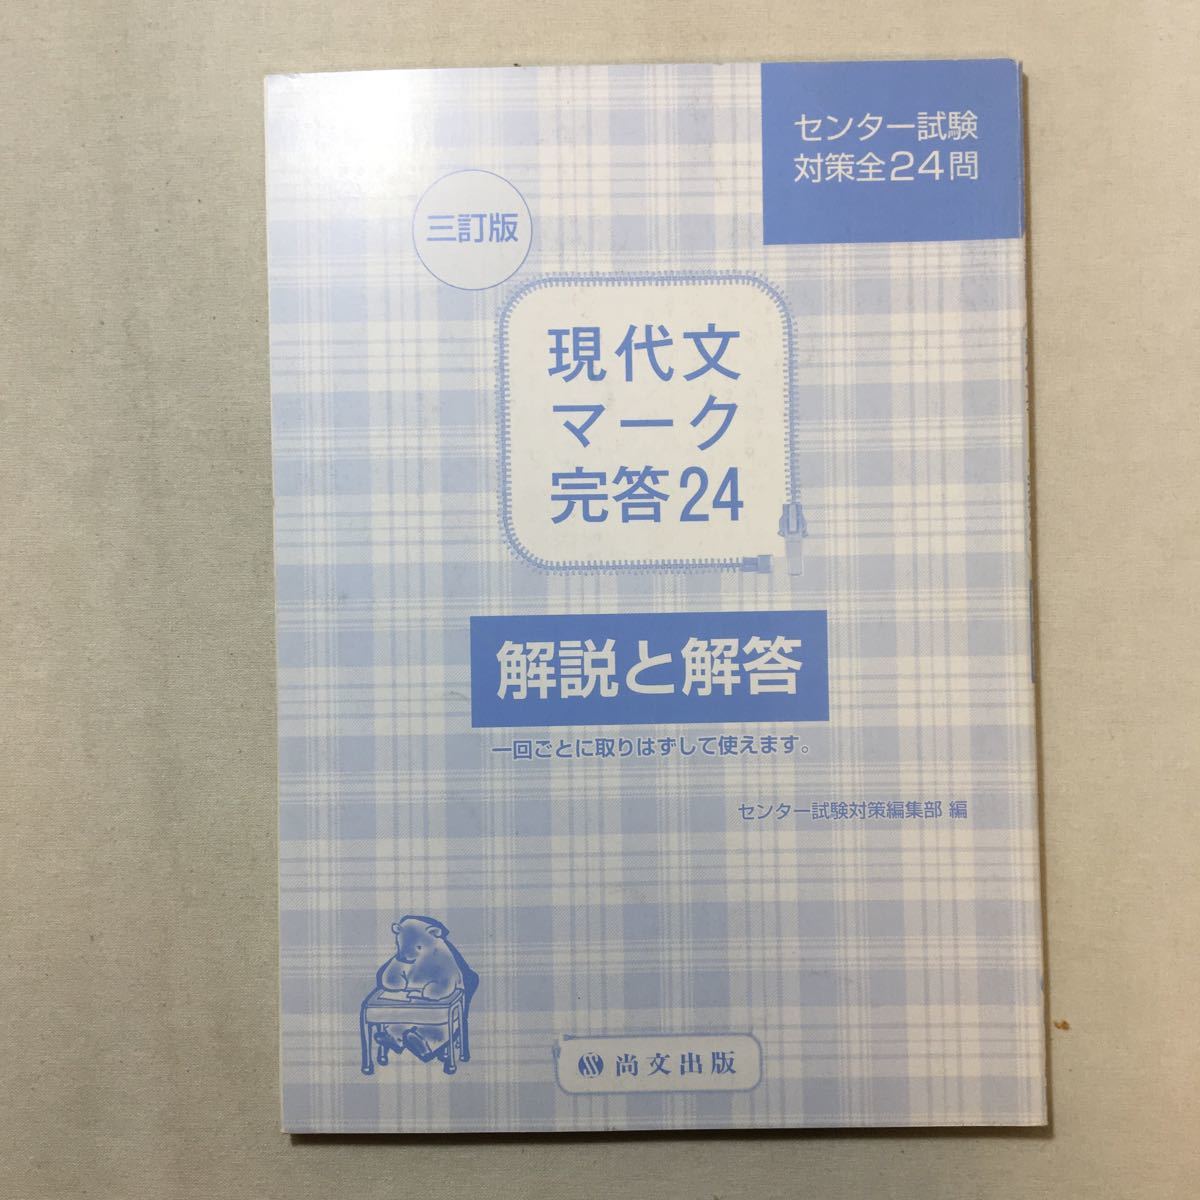 センター試験
対策全24問
三訂版
現代文
マーク
完答24
解説と解答
一回ごとに取りはずして使えます。
センター試験対策編集部 編
尚文出版